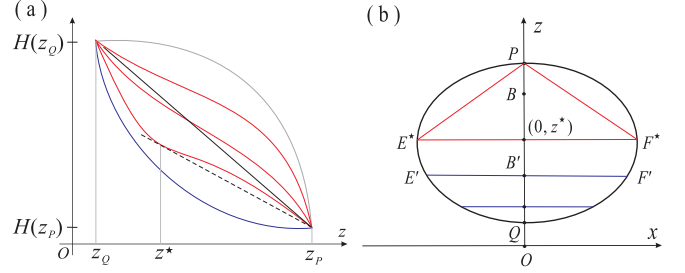 (a)
H(z_Q)
H(z_P)
O
z_Q
z⋆
z_P
z
(b)
z
P
B
(0, z⋆)
E⋆
F⋆
E′
B′
F′
Q
O
x